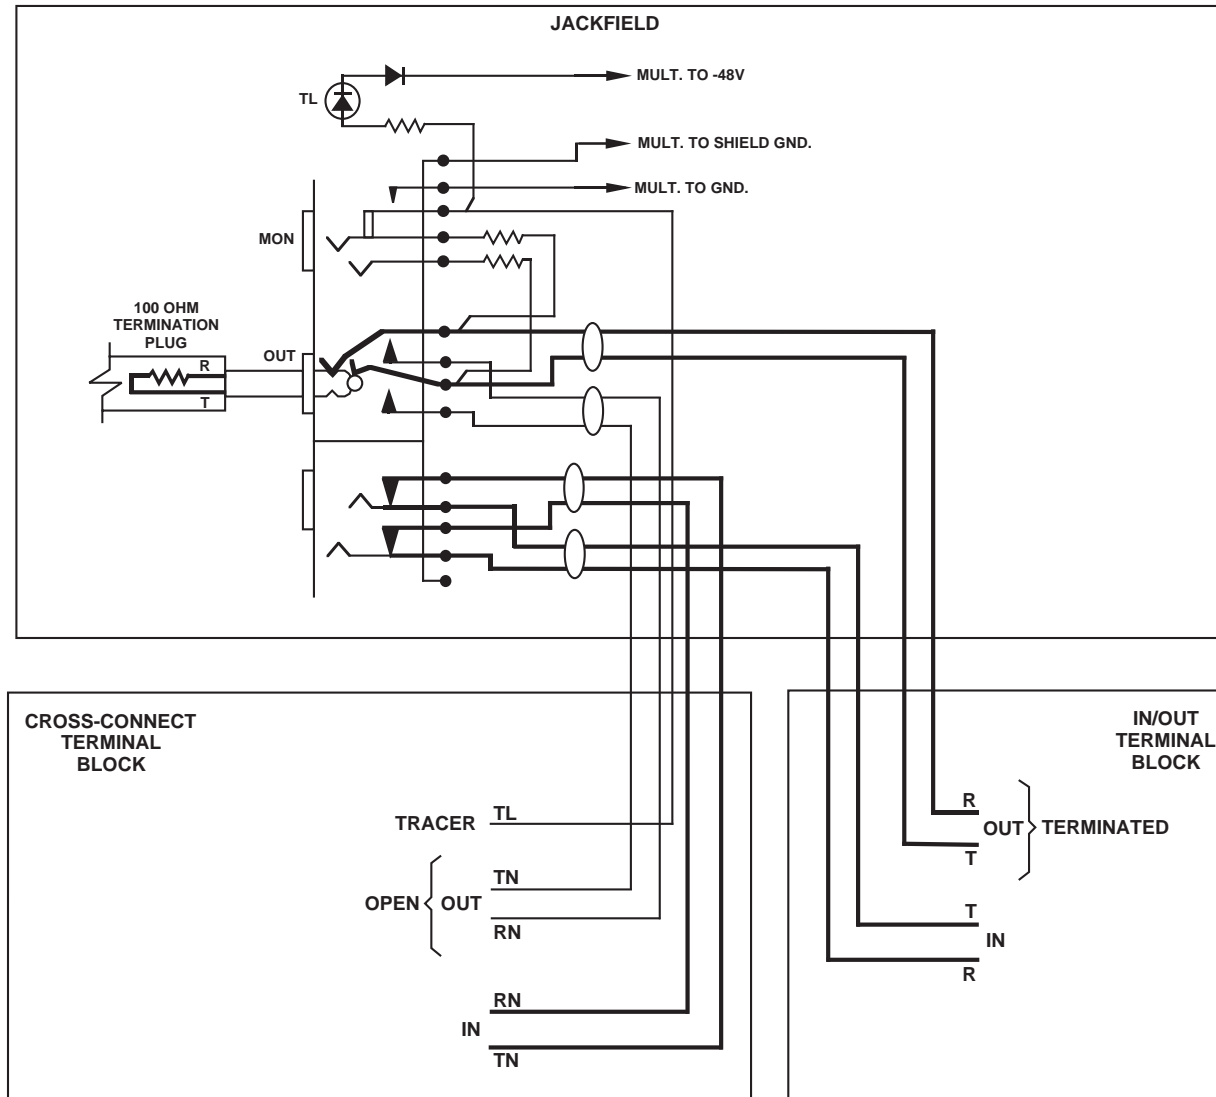 JACKFIELD
MULT. TO -48V
TL
MULT. TO SHIELD GND.
MULT. TO GND.
MON
100 OHM
TERMINATION
PLUG
OUT
R
T
CROSS-CONNECT
TERMINAL
BLOCK
IN/OUT
TERMINAL
BLOCK
TRACER
TL
TN
OPEN
OUT
RN
RN
IN
TN
R
OUT
TERMINATED
T
T
IN
R